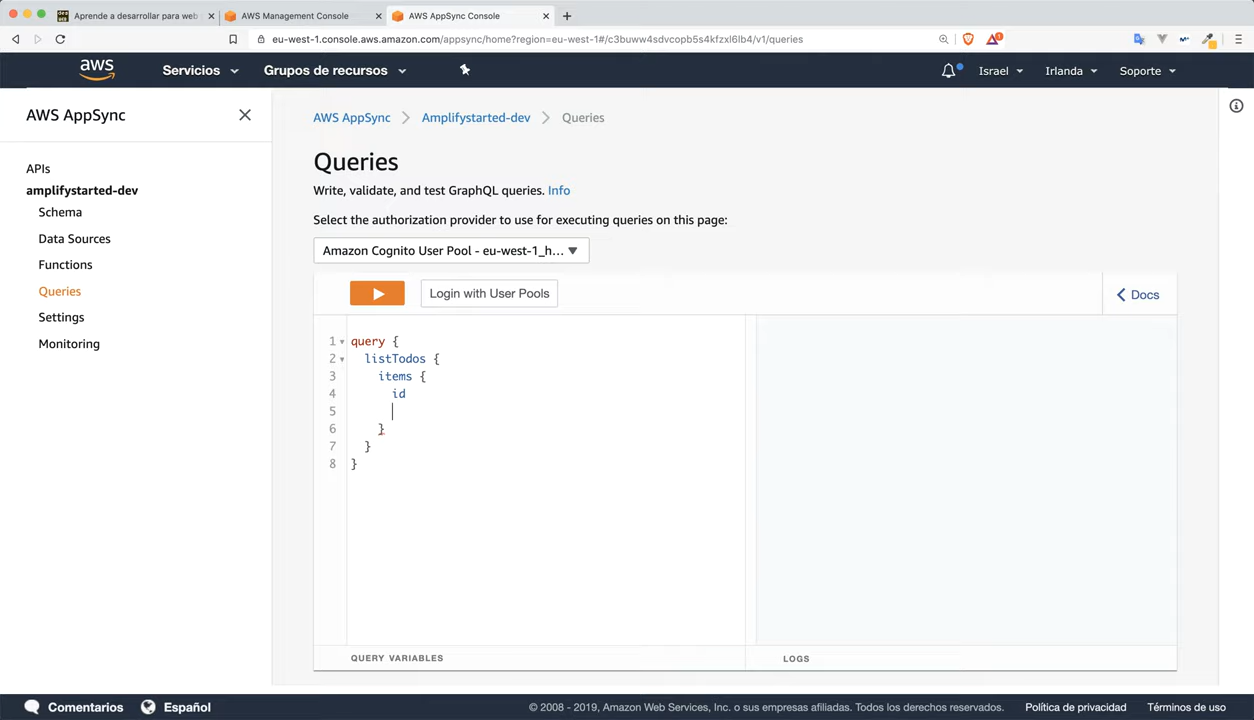 Aprende a desarrollar para web
AWS Management Console
AWS AppSync Console
eu-west-1.console.aws.amazon.com/appsync/home?region=eu-west-1#/c3buww4sdvcopb5s4kfzxl6lb4/v1/queries
1
aws
Servicios
Grupos de recursos
Israel
Irlanda
Soporte
AWS AppSync
APIs
amplifystarted-dev
Schema
Data Sources
Functions
Queries
Settings
Monitoring
AWS AppSync > Amplifystarted-dev > Queries
Queries
Write, validate, and test GraphQL queries. Info
Select the authorization provider to use for executing queries on this page:
Amazon Cognito User Pool - eu-west-1_h...
Login with User Pools
Docs
1 query {
2 listTodos {
3 items {
4 id
5
6 }
7 }
8 }
QUERY VARIABLES
LOGS
Comentarios
Español
© 2008 - 2019, Amazon Web Services, Inc. o sus empresas afiliadas. Todos los derechos reservados.
Política de privacidad
Términos de uso